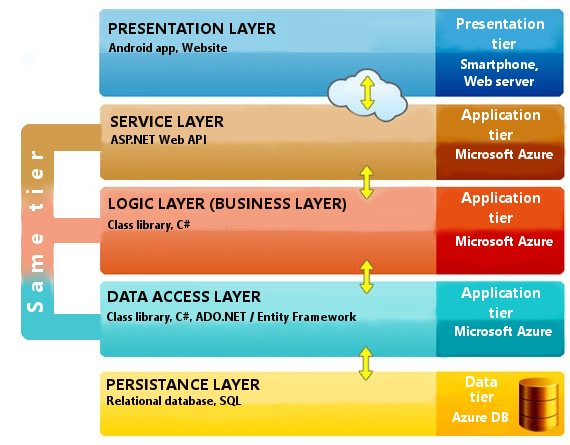 PRESENTATION LAYER
Android app, Website
Presentation
tier
Smartphone,
Web server
SERVICE LAYER
ASP.NET Web API
Application
tier
Microsoft Azure
LOGIC LAYER (BUSINESS LAYER)
Class library, C#
Application
tier
Microsoft Azure
DATA ACCESS LAYER
Class library, C#, ADO.NET / Entity Framework
Application
tier
Microsoft Azure
PERSISTANCE LAYER
Relational database, SQL
Data
tier
Azure DB
Same tier